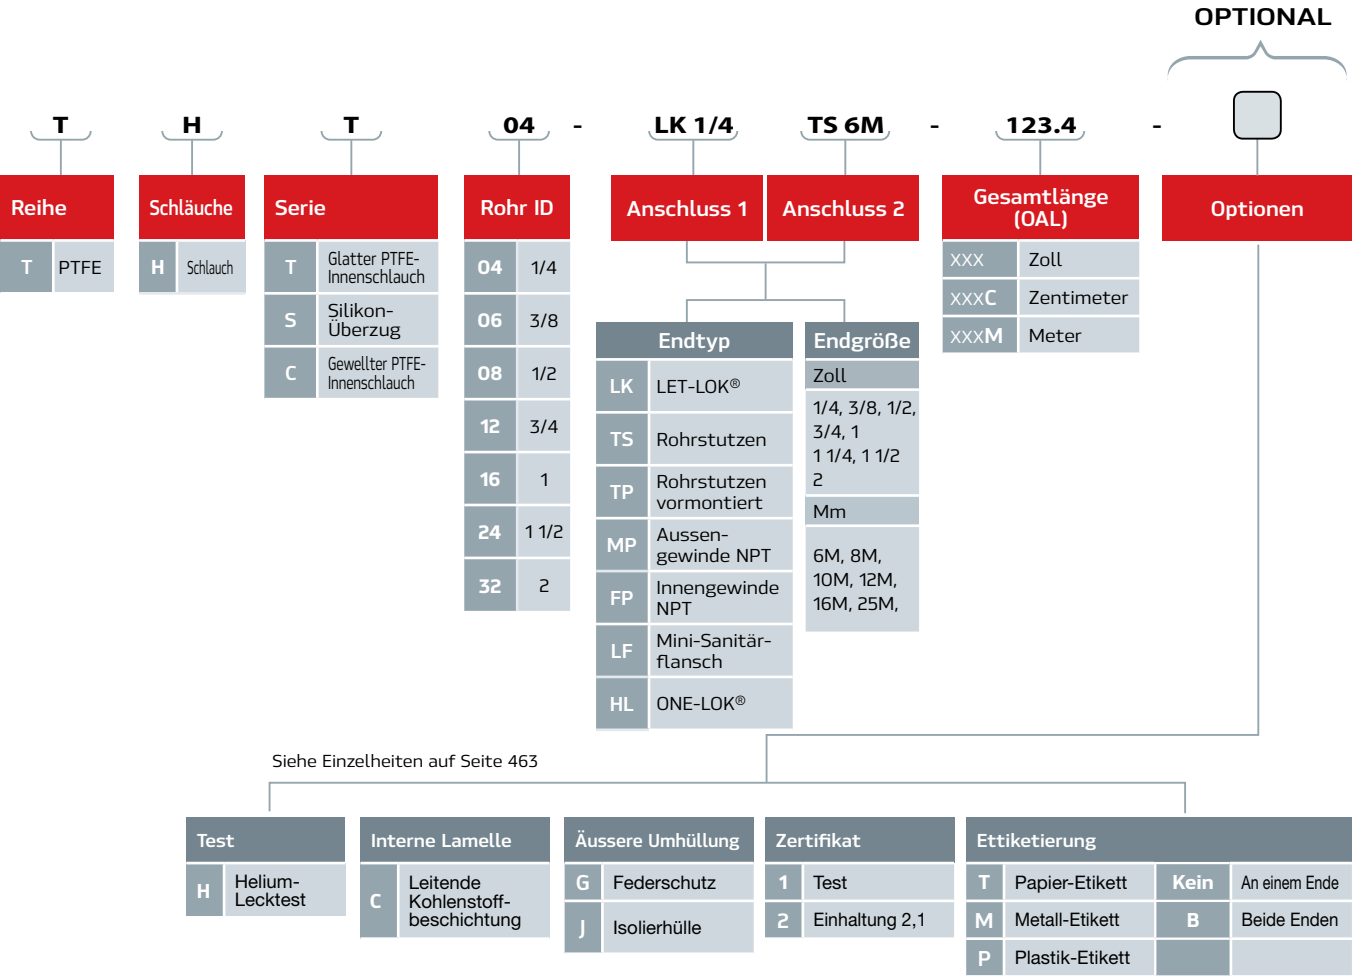 OPTIONAL
T H T 04 - LK 1/4 TS 6M - 123.4 -
Reihe
T PTFE
Schläuche
H Schlauch
Serie
T Glatter PTFE-
Innenschlauch
S Silikon-
Überzug
C Gewellter PTFE-
Innenschlauch
Rohr ID
04 1/4
06 3/8
08 1/2
12 3/4
16 1
24 1 1/2
32 2
Anschluss 1 Anschluss 2
Endtyp
LK LET-LOK®
TS Rohrstutzen
TP Rohrstutzen
vormontiert
MP Aussen-
gewinde NPT
FP Innengewinde
NPT
LF Mini-Sanitär-
flansch
HL ONE-LOK®
Endgröße
Zoll
1/4, 3/8, 1/2,
3/4, 1
1 1/4, 1 1/2
2
Mm
6M, 8M,
10M, 12M,
16M, 25M,
Gesamtlänge
(OAL)
XXX Zoll
XXXC Zentimeter
XXXM Meter
Optionen
Siehe Einzelheiten auf Seite 463
Test
H Helium-
Lecktest
Interne Lamelle
C Leitende
Kohlenstoff-
beschichtung
Äussere Umhüllung
G Federschutz
J Isolierhülle
Zertifikat
1 Test
2 Einhaltung 2,1
Ettiketierung
T Papier-Etikett Kein An einem Ende
M Metall-Etikett B Beide Enden
P Plastik-Etikett